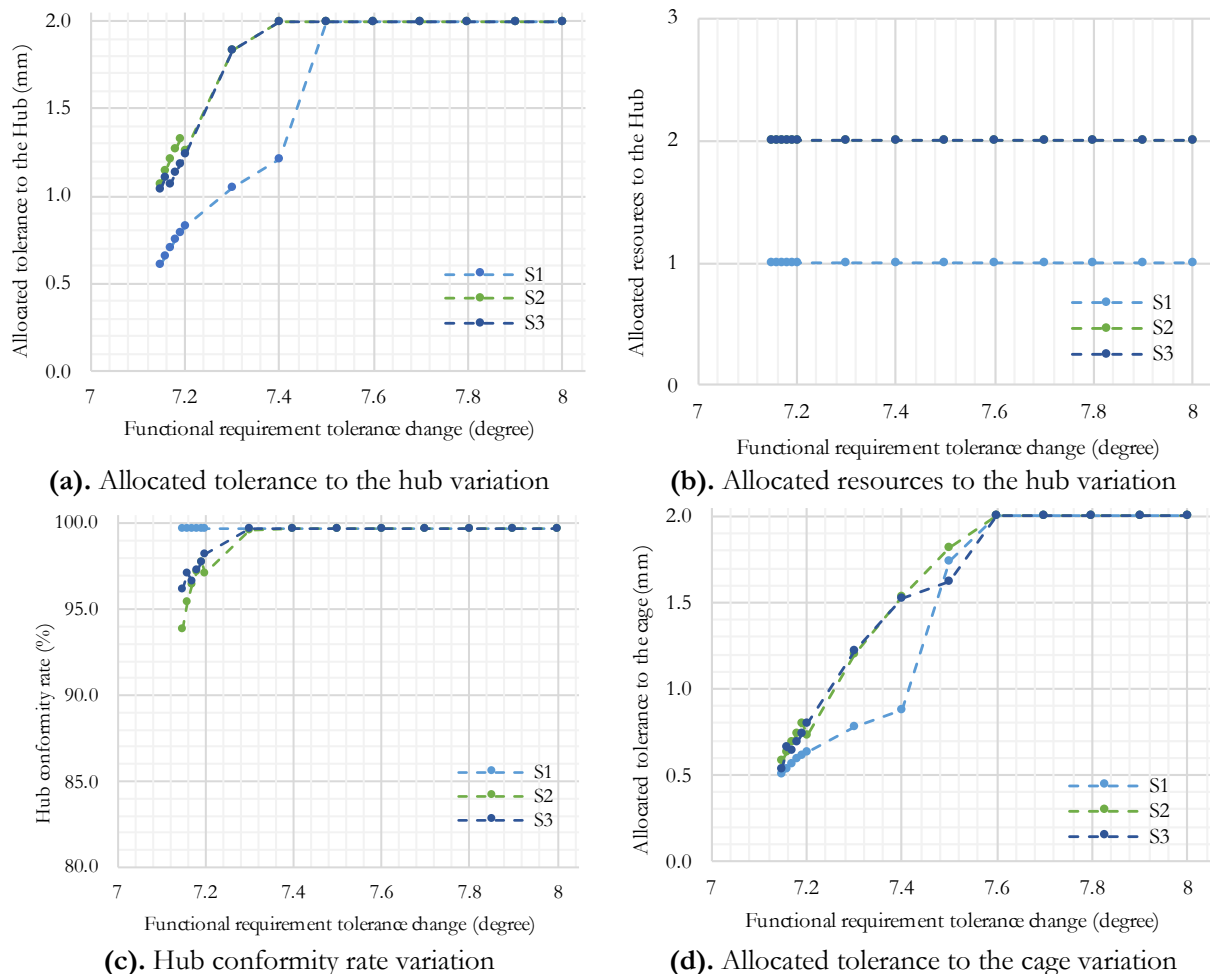 Allocated tolerance to the Hub (mm)
2.0
1.5
1.0
0.5
0.0
S1
S2
S3
7
7.2
7.4
7.6
7.8
8
Functional requirement tolerance change (degree)
(a). Allocated tolerance to the hub variation
Allocated resources to the Hub
3
2
1
0
S1
S2
S3
7
7.2
7.4
7.6
7.8
8
Functional requirement tolerance change (degree)
(b). Allocated resources to the hub variation
Hub conformity rate (%)
100.0
95.0
90.0
85.0
80.0
S1
S2
S3
7
7.2
7.4
7.6
7.8
8
Functional requirement tolerance change (degree)
(c). Hub conformity rate variation
Allocated tolerance to the cage (mm)
2.0
1.5
1.0
0.5
0.0
S1
S2
S3
7
7.2
7.4
7.6
7.8
8
Functional requirement tolerance change (degree)
(d). Allocated tolerance to the cage variation